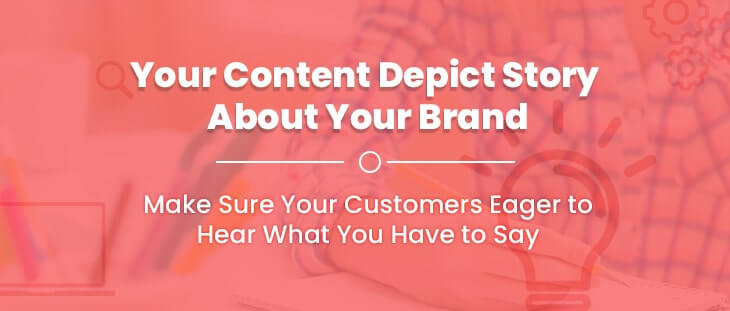 Your Content Depict Story
About Your Brand
Make Sure Your Customers Eager to
Hear What You Have to Say